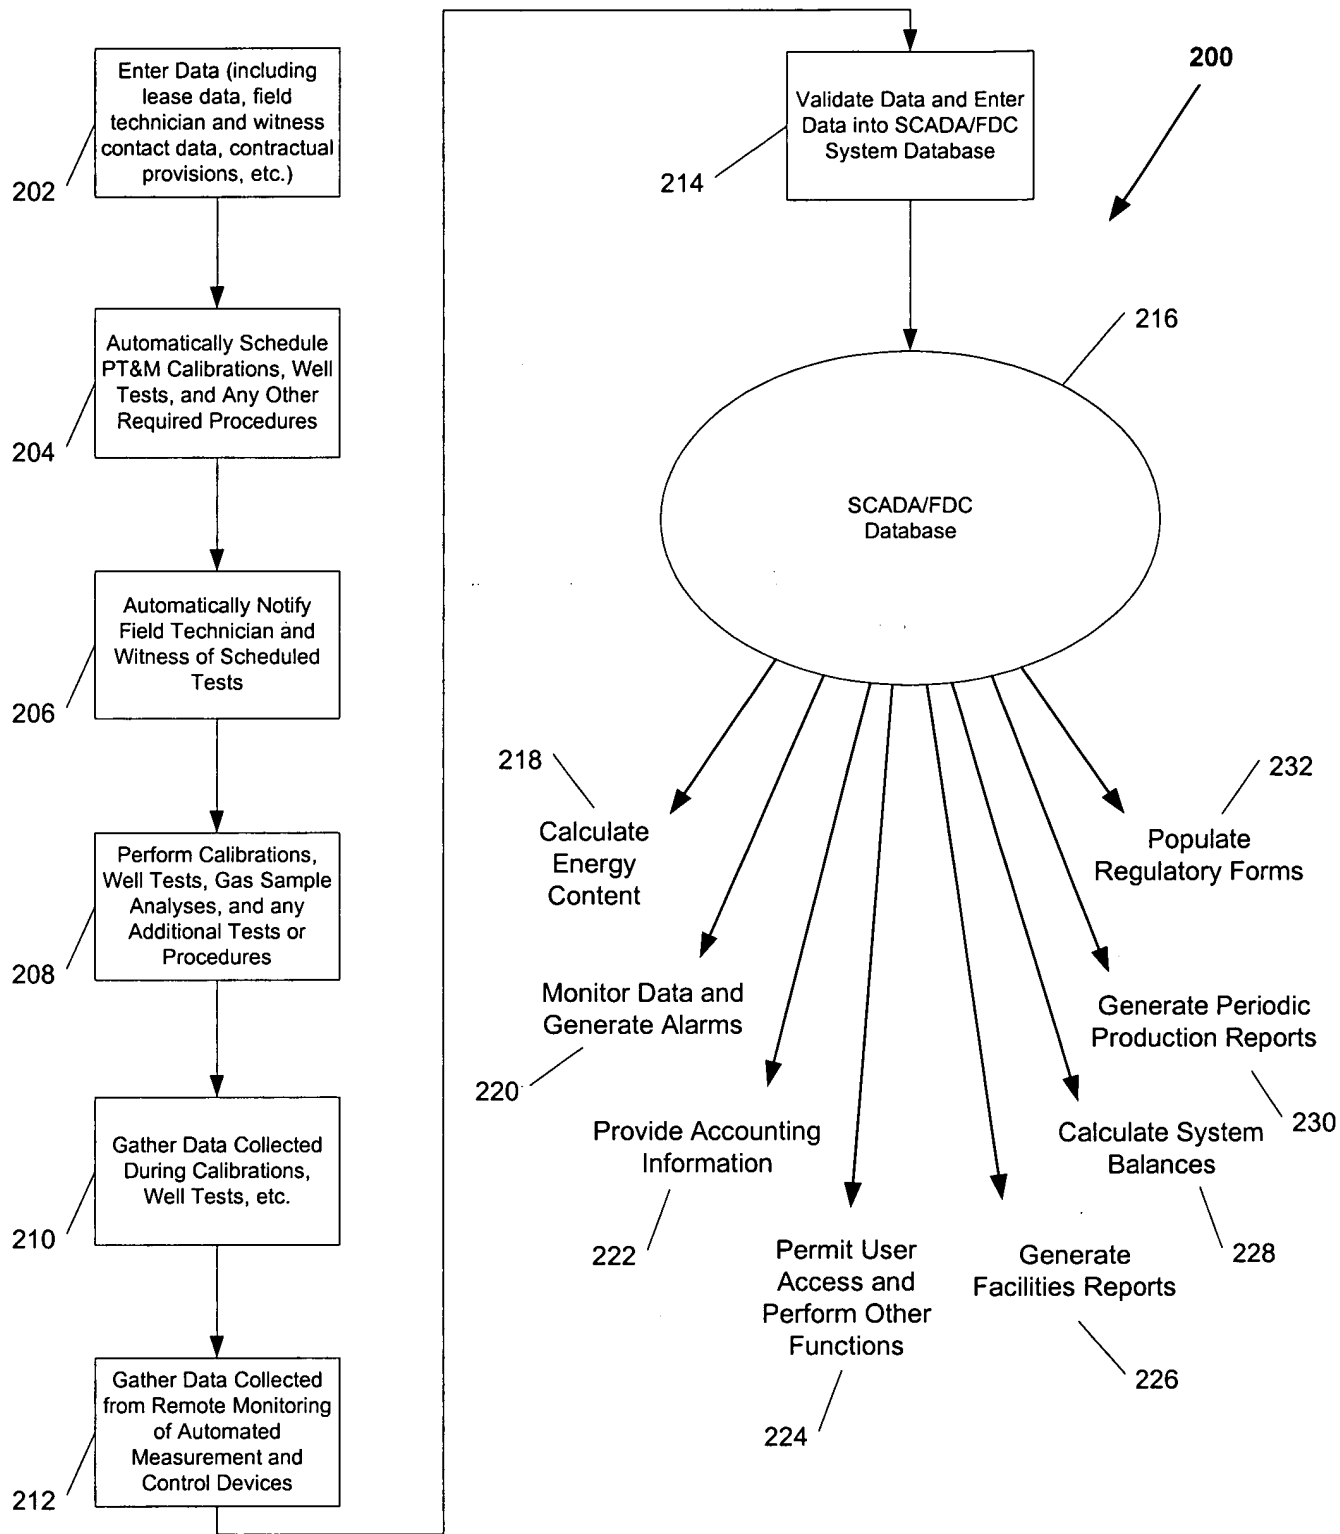 Enter Data (including
lease data, field
technician and witness
contact data, contractual
provisions, etc.)
202
Automatically Schedule
PT&M Calibrations, Well
Tests, and Any Other
Required Procedures
204
Automatically Notify
Field Technician and
Witness of Scheduled
Tests
206
Perform Calibrations,
Well Tests, Gas Sample
Analyses, and any
Additional Tests or
Procedures
208
Gather Data Collected
During Calibrations,
Well Tests, etc.
210
Gather Data Collected
from Remote Monitoring
of Automated
Measurement and
Control Devices
212
Validate Data and Enter
Data into SCADA/FDC
System Database
214
200
216
SCADA/FDC
Database
218
Calculate
Energy
Content
Monitor Data and
Generate Alarms
220
Provide Accounting
Information
222
Permit User
Access and
Perform Other
Functions
224
Generate
Facilities Reports
226
Calculate System
Balances
228
Generate Periodic
Production Reports
230
232
Populate
Regulatory Forms